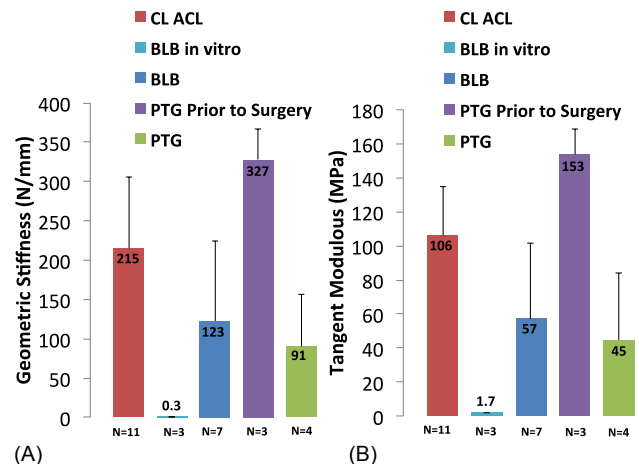 CL ACL
BLB in vitro
BLB
PTG Prior to Surgery
PTG
Geometric Stiffness (N/mm)
400
350
300
250
200
150
100
50
0
215
0.3
123
327
91
N=11
N=3
N=7
N=3
N=4
(A)
CL ACL
BLB in vitro
BLB
PTG Prior to Surgery
PTG
Tangent Modulous (MPa)
180
160
140
120
100
80
60
40
20
0
106
1.7
57
153
45
N=11
N=3
N=7
N=3
N=4
(B)